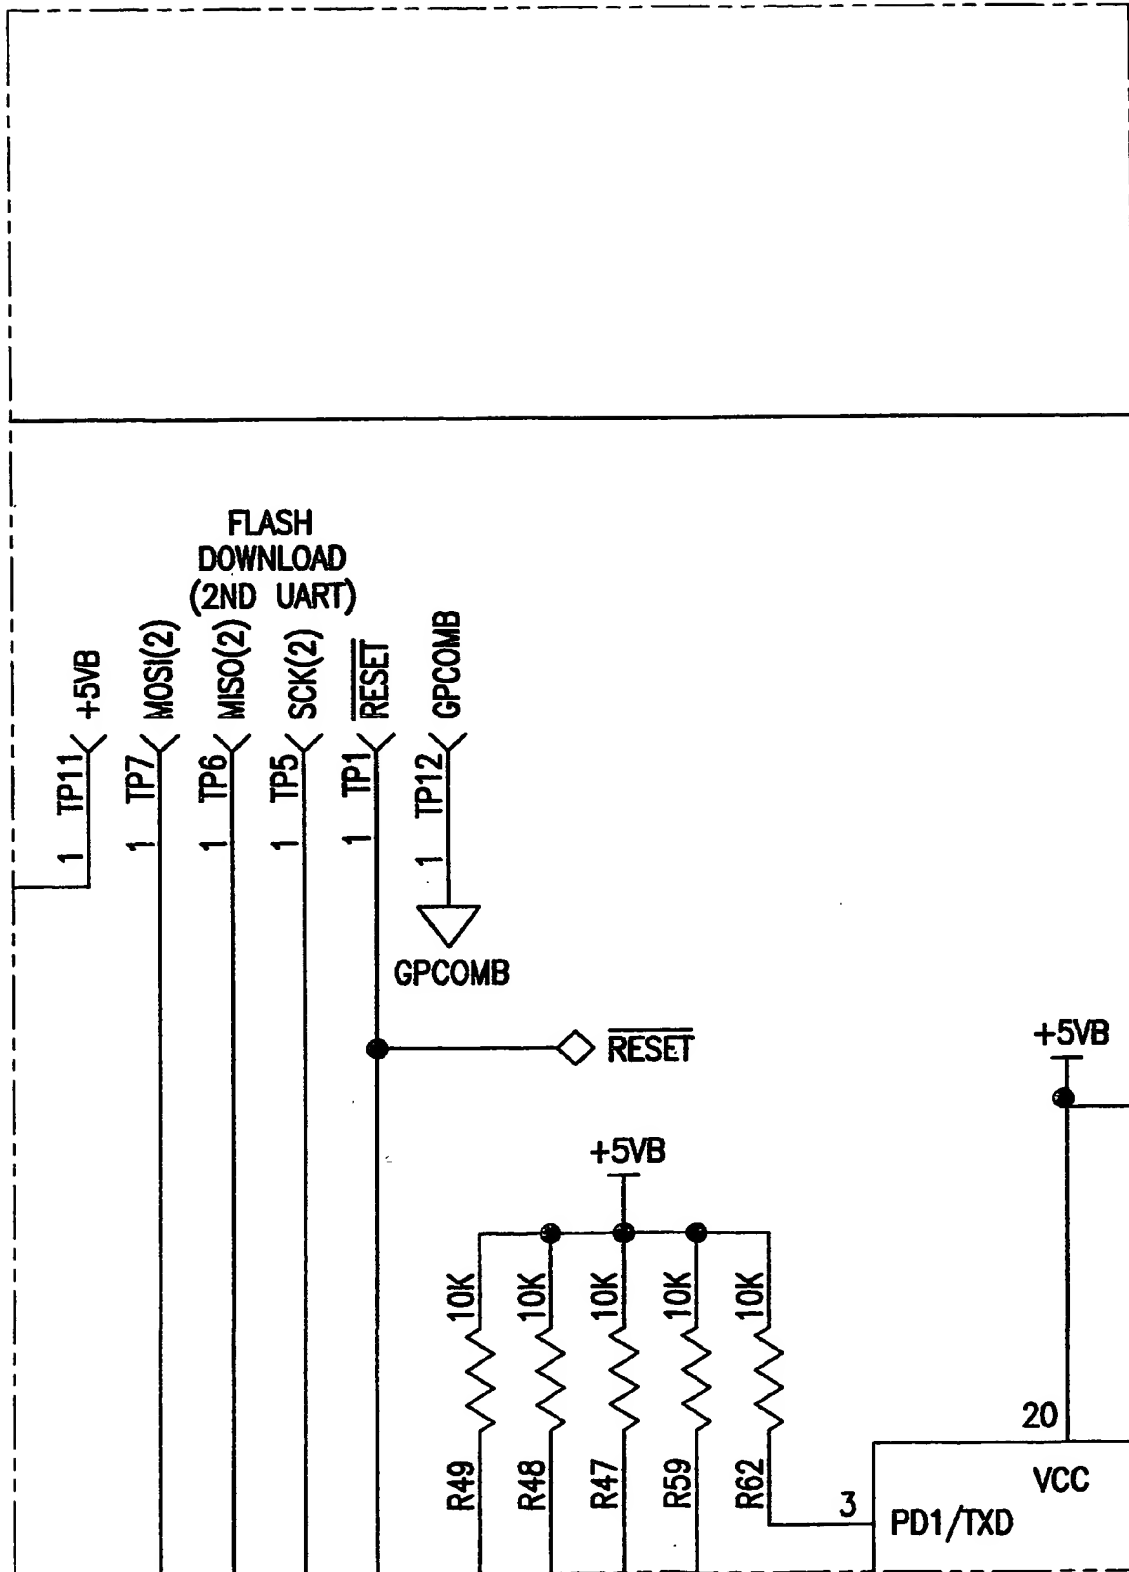 FLASH
DOWNLOAD
(2ND UART)
+5VB
MOSI(2)
MISO(2)
SCK(2)
RESET
GPCOMB
1 TP11
1 TP7
1 TP6
1 TP5
1 TP1
1 TP12
GPCOMB
RESET
+5VB
+5VB
10K
10K
10K
10K
10K
R49
R48
R47
R59
R62
20
VCC
3
PD1/TXD